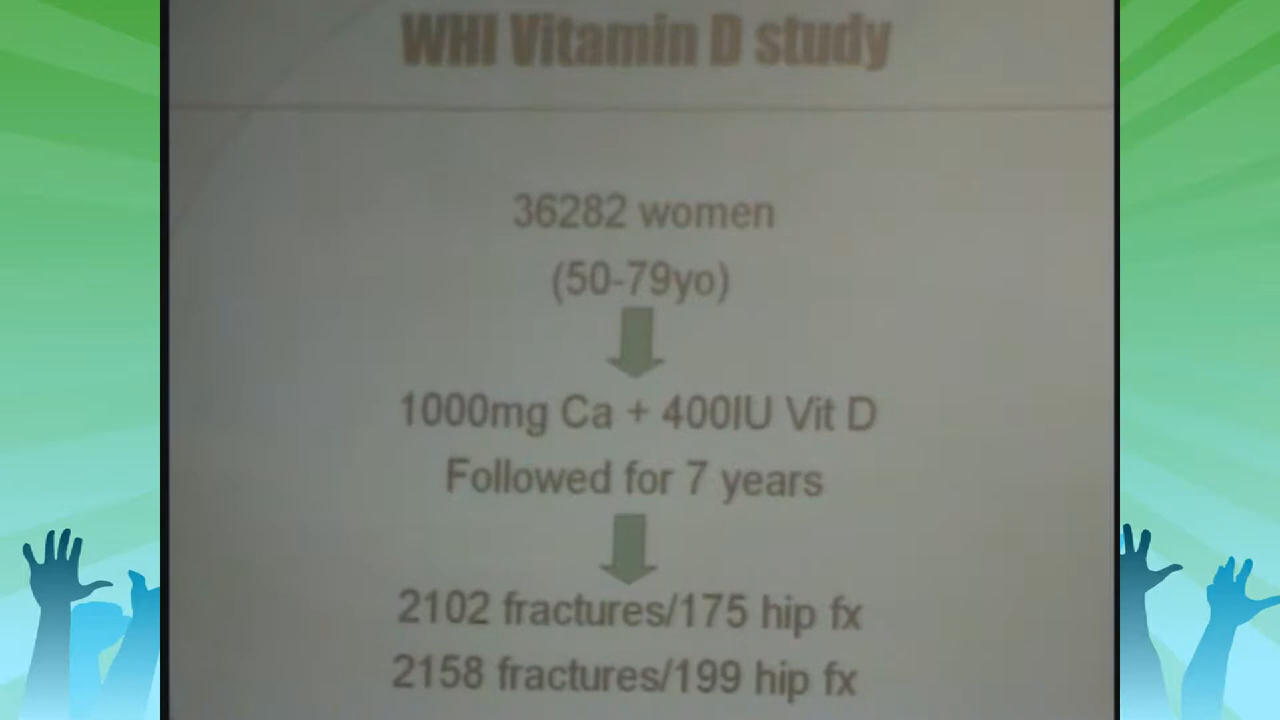 WHI Vitamin D study
36282 women
(50-79yo)
1000mg Ca + 400IU Vit D
Followed for 7 years
2102 fractures/175 hip fx
2158 fractures/199 hip fx